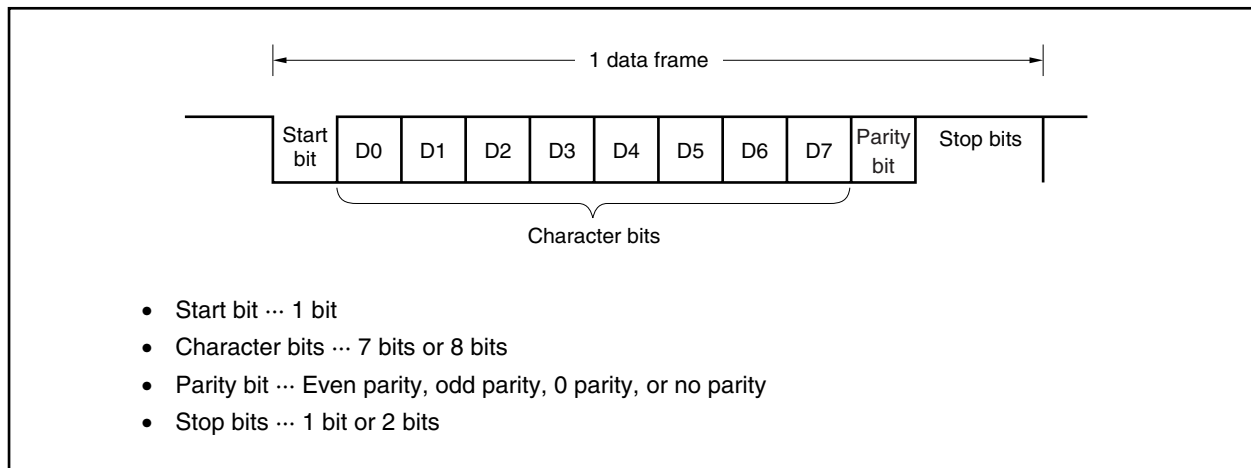 1 data frame
Start bit D0 D1 D2 D3 D4 D5 D6 D7 Parity bit Stop bits
Character bits
• Start bit ··· 1 bit
• Character bits ··· 7 bits or 8 bits
• Parity bit ··· Even parity, odd parity, 0 parity, or no parity
• Stop bits ··· 1 bit or 2 bits